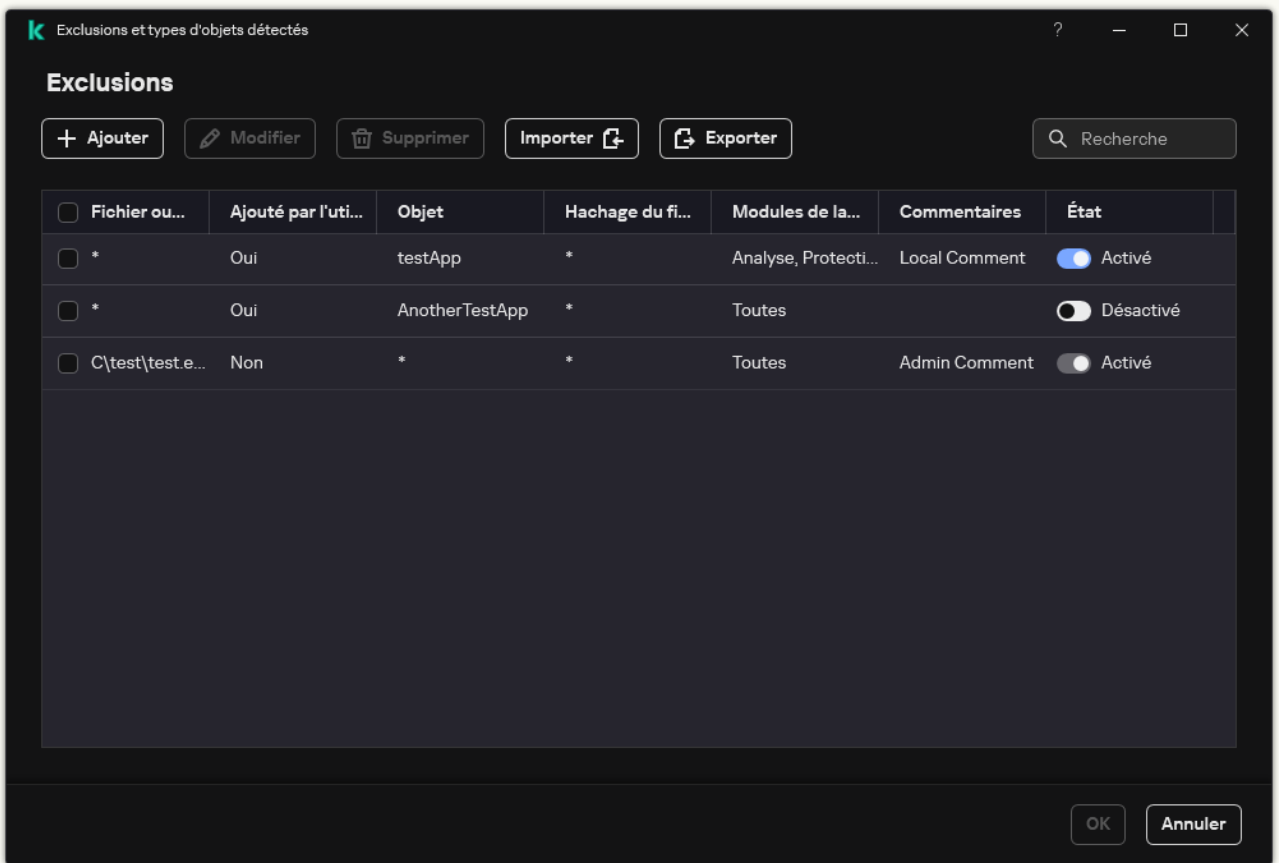 Exclusions et types d'objets détectés ?
Exclusions
Ajouter Modifier Supprimer Importer Exporter Recherche
Fichier ou... Ajouté par l'uti... Objet Hachage du fi... Modules de la... Commentaires État
* Oui testApp * Analyse, Protecti... Local Comment Activé
* Oui AnotherTestApp * Toutes Désactivé
C\test\test.e... Non * * Toutes Admin Comment Activé
OK Annuler